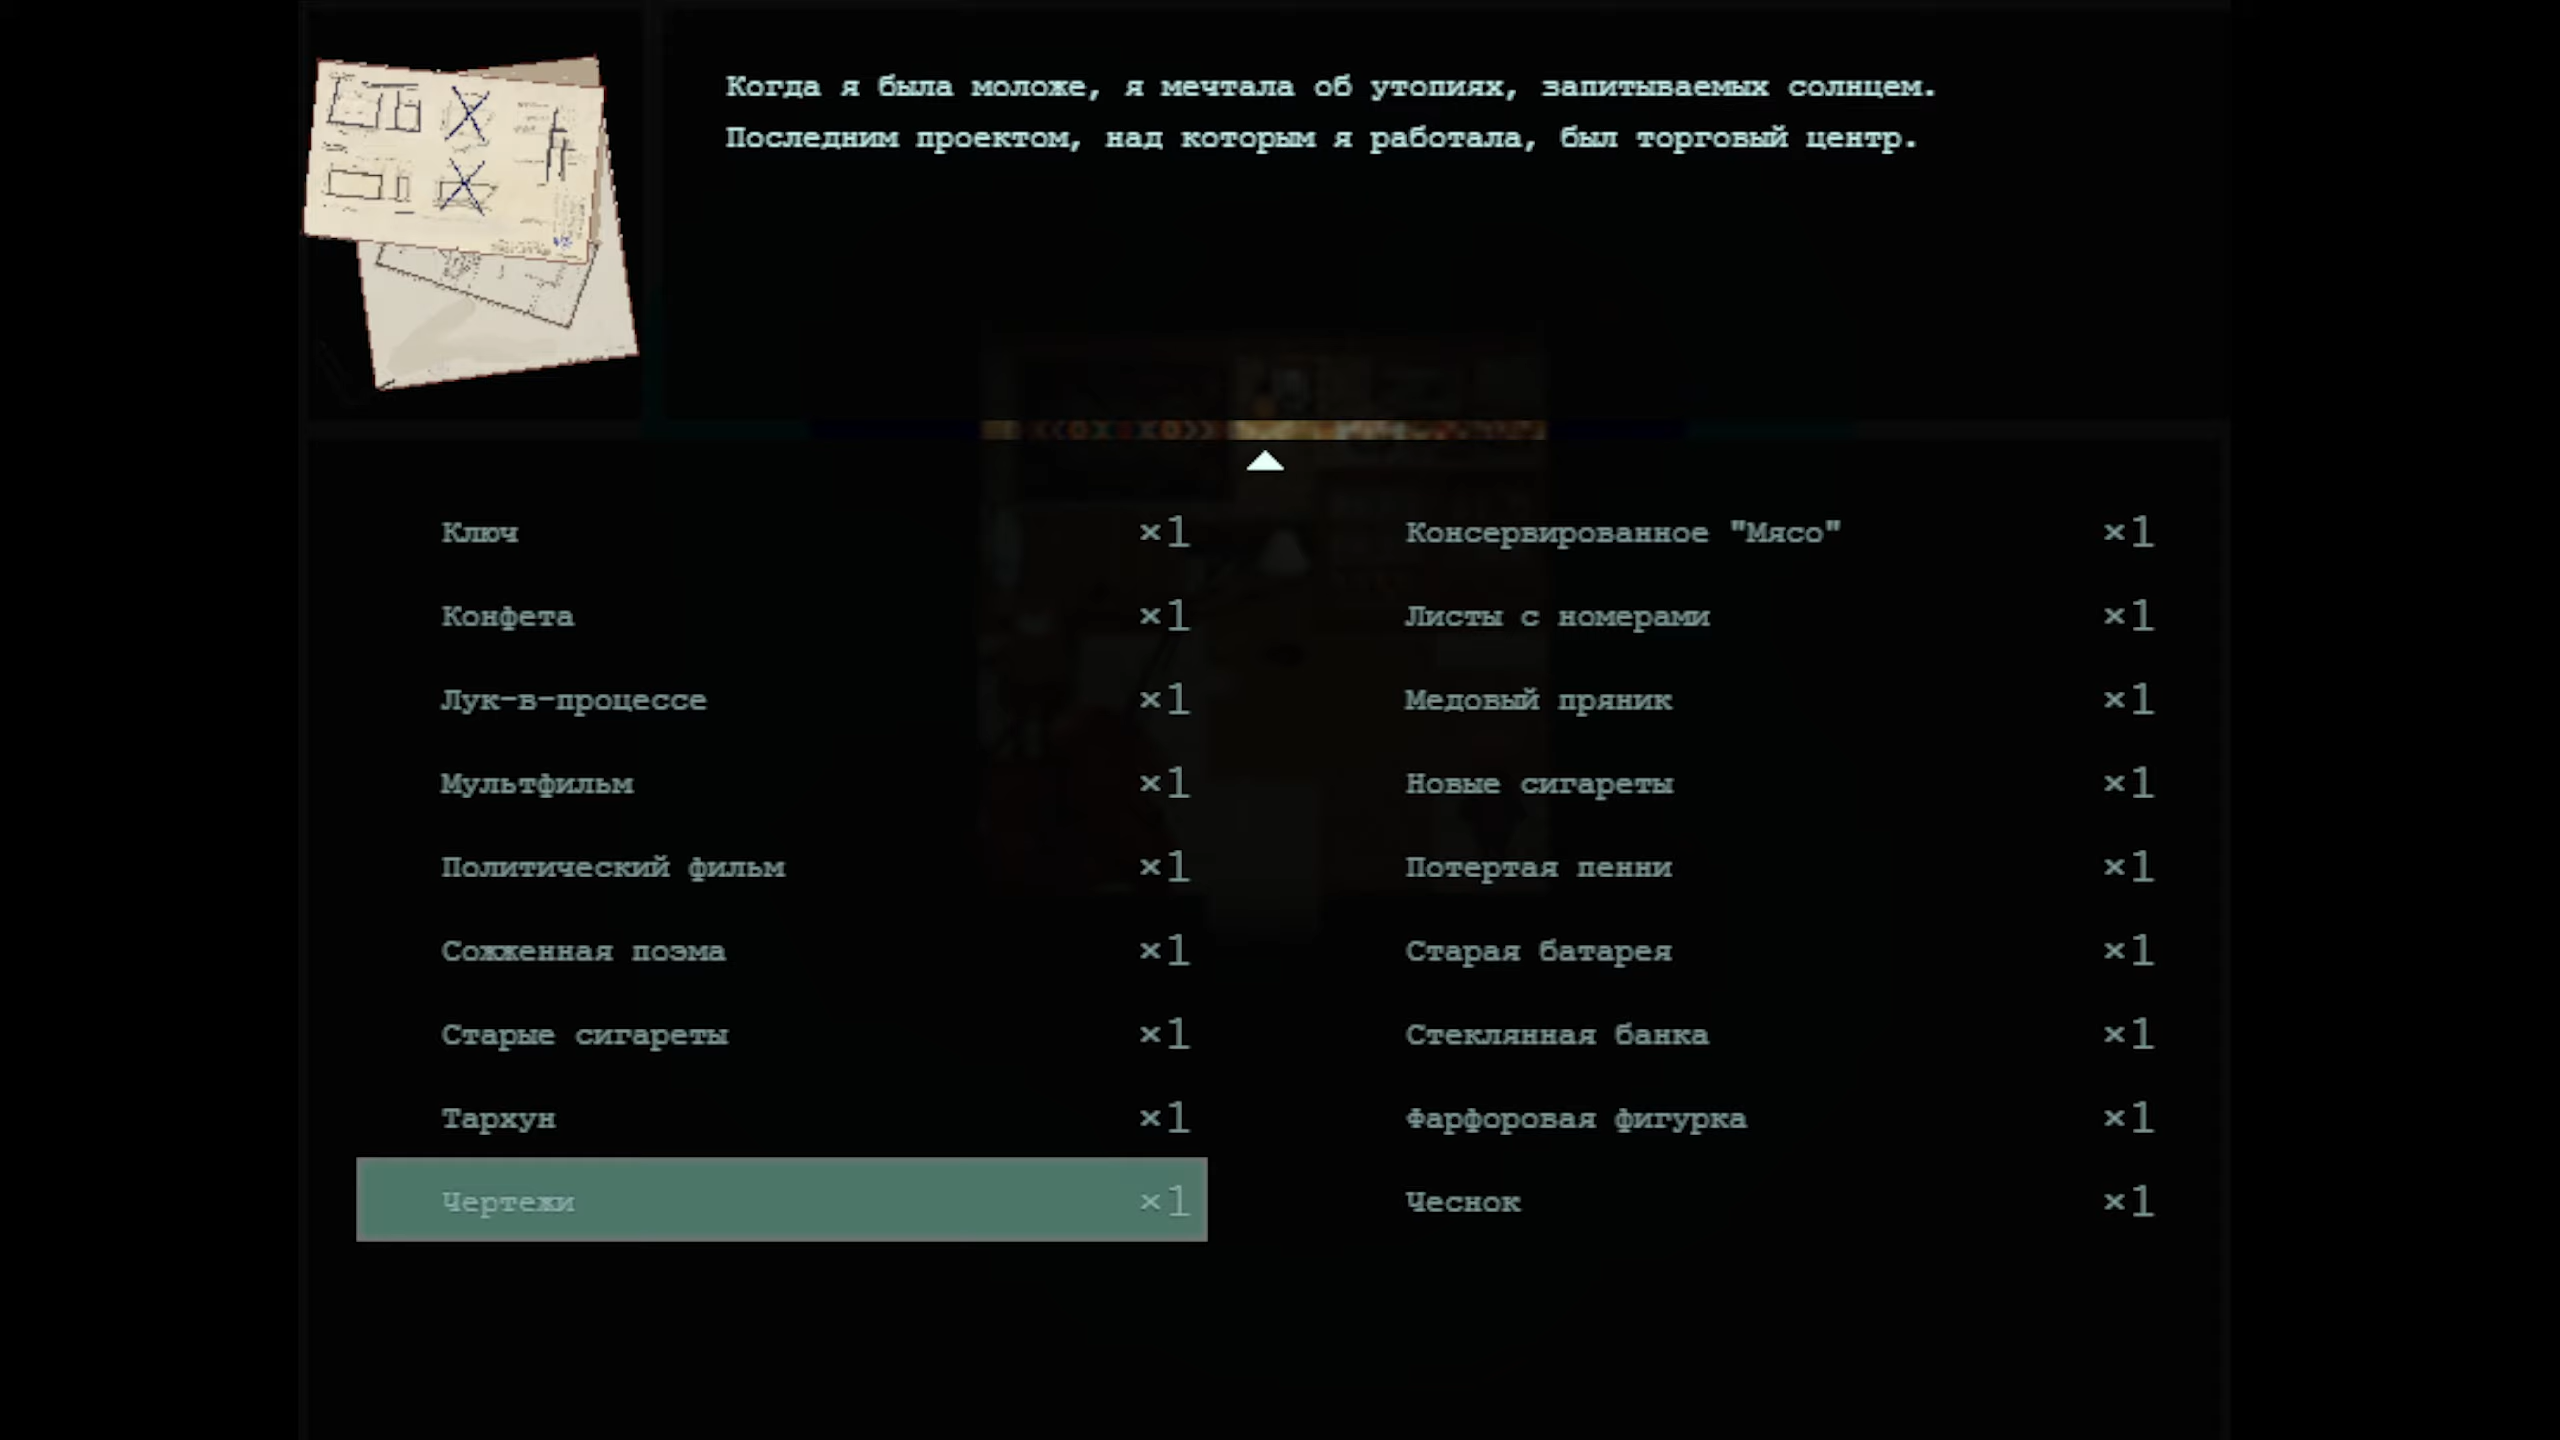 Когда я была моложе, я мечтала об утопиях, запитываемых солнцем.
Последним проектом, над которым я работала, был торговый центр.
Ключ ×1 Консервированное "Мясо" ×1
Конфета ×1 Листы с номерами ×1
Лук-в-процессе ×1 Медовый пряник ×1
Мультфильм ×1 Новые сигареты ×1
Политический фильм ×1 Потертая пенни ×1
Сожженная поэма ×1 Старая батарея ×1
Старые сигареты ×1 Стеклянная банка ×1
Тархун ×1 Фарфоровая фигурка ×1
Чертежи ×1 Чеснок ×1